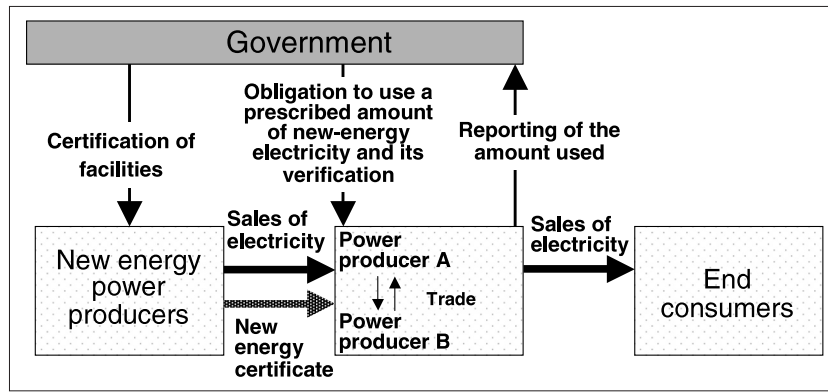 Government
Certification of
facilities
Obligation to use a
prescribed amount
of new-energy
electricity and its
verification
Reporting of the
amount used
New energy
power
producers
Sales of
electricity
New
energy
certificate
Power
producer A
Trade
Power
producer B
Sales of
electricity
End
consumers